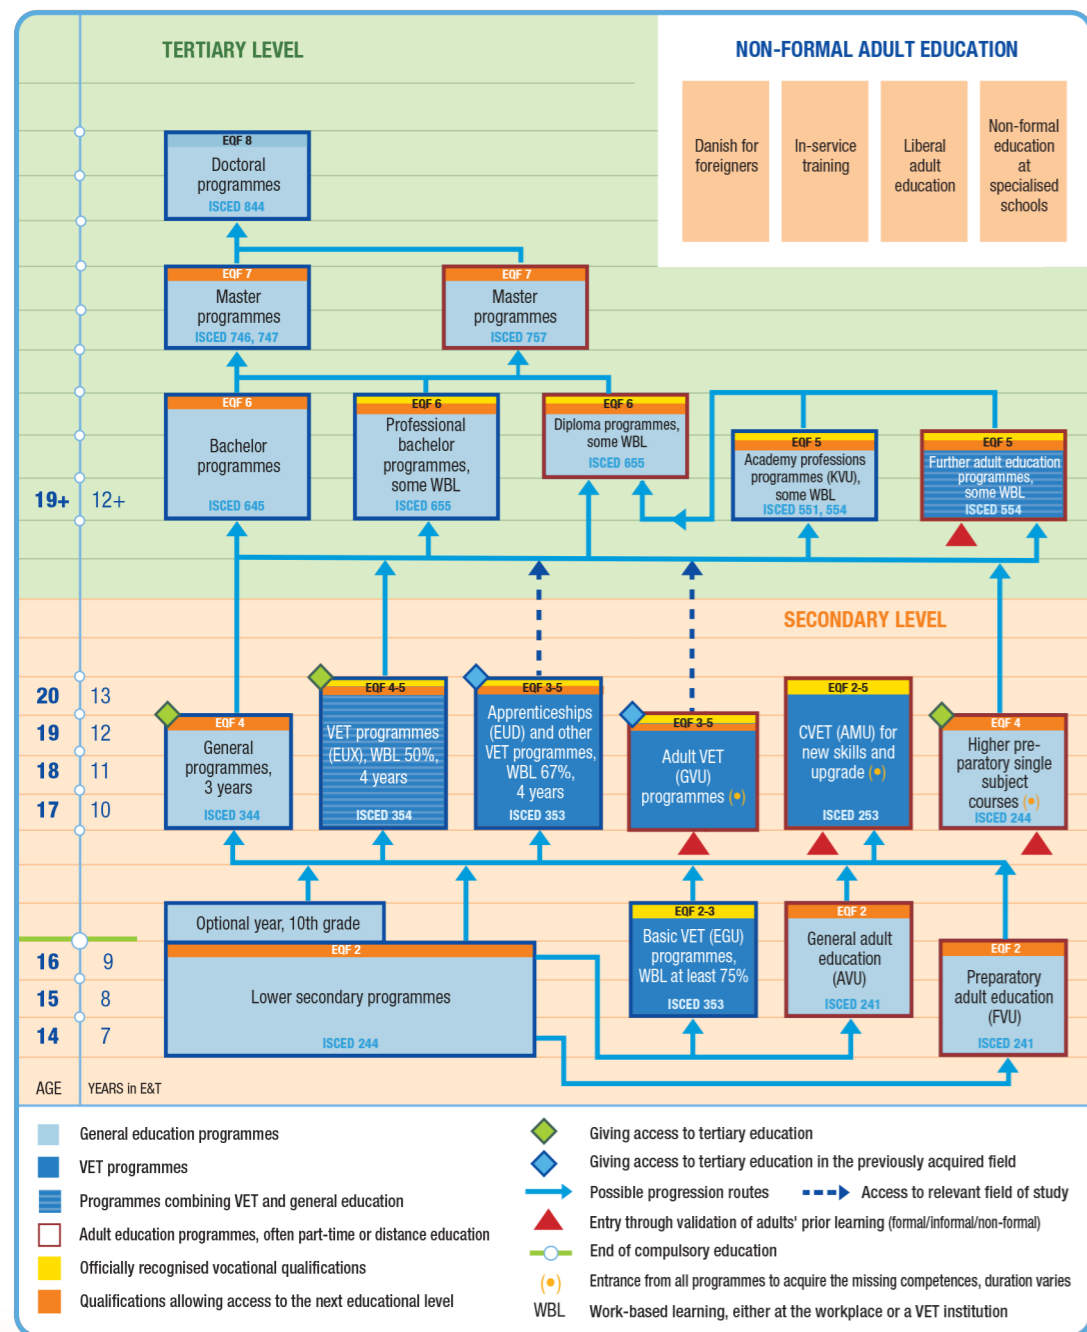 TERTIARY LEVEL
NON-FORMAL ADULT EDUCATION
Danish for
foreigners
In-service
training
Liberal
adult
education
Non-formal
education
at
specialised
schools
EQF 8
Doctoral
programmes
ISCED 844
EQF 7
Master
programmes
ISCED 746, 747
EQF 7
Master
programmes
ISCED 757
EQF 6
Bachelor
programmes
ISCED 645
EQF 6
Professional
bachelor
programmes,
some WBL
ISCED 655
EQF 6
Diploma programmes,
some WBL
ISCED 655
EQF 5
Academy professions
programmes (KVU),
some WBL
ISCED 551, 554
EQF 5
Further adult education
programmes,
some WBL
ISCED 554
19+ 12+
SECONDARY LEVEL
20 13
19 12
18 11
17 10
EQF 4
General
programmes,
3 years
ISCED 344
EQF 4-5
VET programmes
(EUX), WBL 50%,
4 years
ISCED 354
EQF 3-5
Apprenticeships
(EUD) and other
VET programmes,
WBL 67%,
4 years
ISCED 353
EQF 3-5
Adult VET
(GVU)
programmes (•)
EQF 2-5
CVET (AMU) for
new skills and
upgrade (•)
ISCED 253
EQF 4
Higher pre-
paratory single
subject
courses (•)
ISCED 244
Optional year, 10th grade
EQF 2
Lower secondary programmes
ISCED 244
EQF 2-3
Basic VET (EGU)
programmes,
WBL at least 75%
ISCED 353
EQF 2
General adult
education
(AVU)
ISCED 241
EQF 2
Preparatory
adult education
(FVU)
ISCED 241
16 9
15 8
14 7
AGE YEARS in E&T
General education programmes
VET programmes
Programmes combining VET and general education
Adult education programmes, often part-time or distance education
Officially recognised vocational qualifications
Qualifications allowing access to the next educational level
Giving access to tertiary education
Giving access to tertiary education in the previously acquired field
Possible progression routes
Access to relevant field of study
Entry through validation of adults' prior learning (formal/informal/non-formal)
End of compulsory education
(•) Entrance from all programmes to acquire the missing competences, duration varies
WBL Work-based learning, either at the workplace or a VET institution